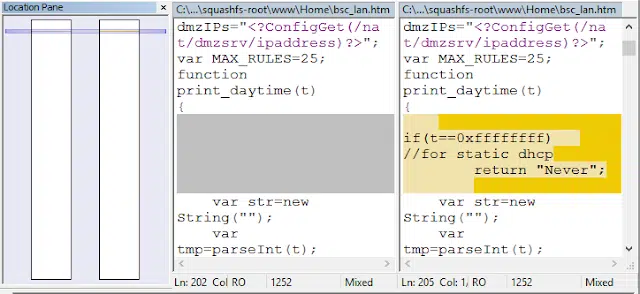 Location Pane
x
C:\...\squashfs-root\www\Home\bsc_lan.htm
dmzIPs="<?ConfigGet(/na
t/dmzsrv/ipaddress)?>";
var MAX_RULES=25;
function
print_daytime(t)
{
var str=new
String("");
var
tmp=parseInt(t);
Ln: 202 Col
RO
1252
Mixed
C:\...\squashfs-root\www\Home\bsc_lan.htm
dmzIPs="<?ConfigGet(/na
t/dmzsrv/ipaddress)?>";
var MAX_RULES=25;
function
print_daytime(t)
{
if(t==0xffffffff)
//for static dhcp
return "Never";
var str=new
String("");
var
tmp=parseInt(t);
Ln: 205 Col: 1/
RO
1252
Mixed